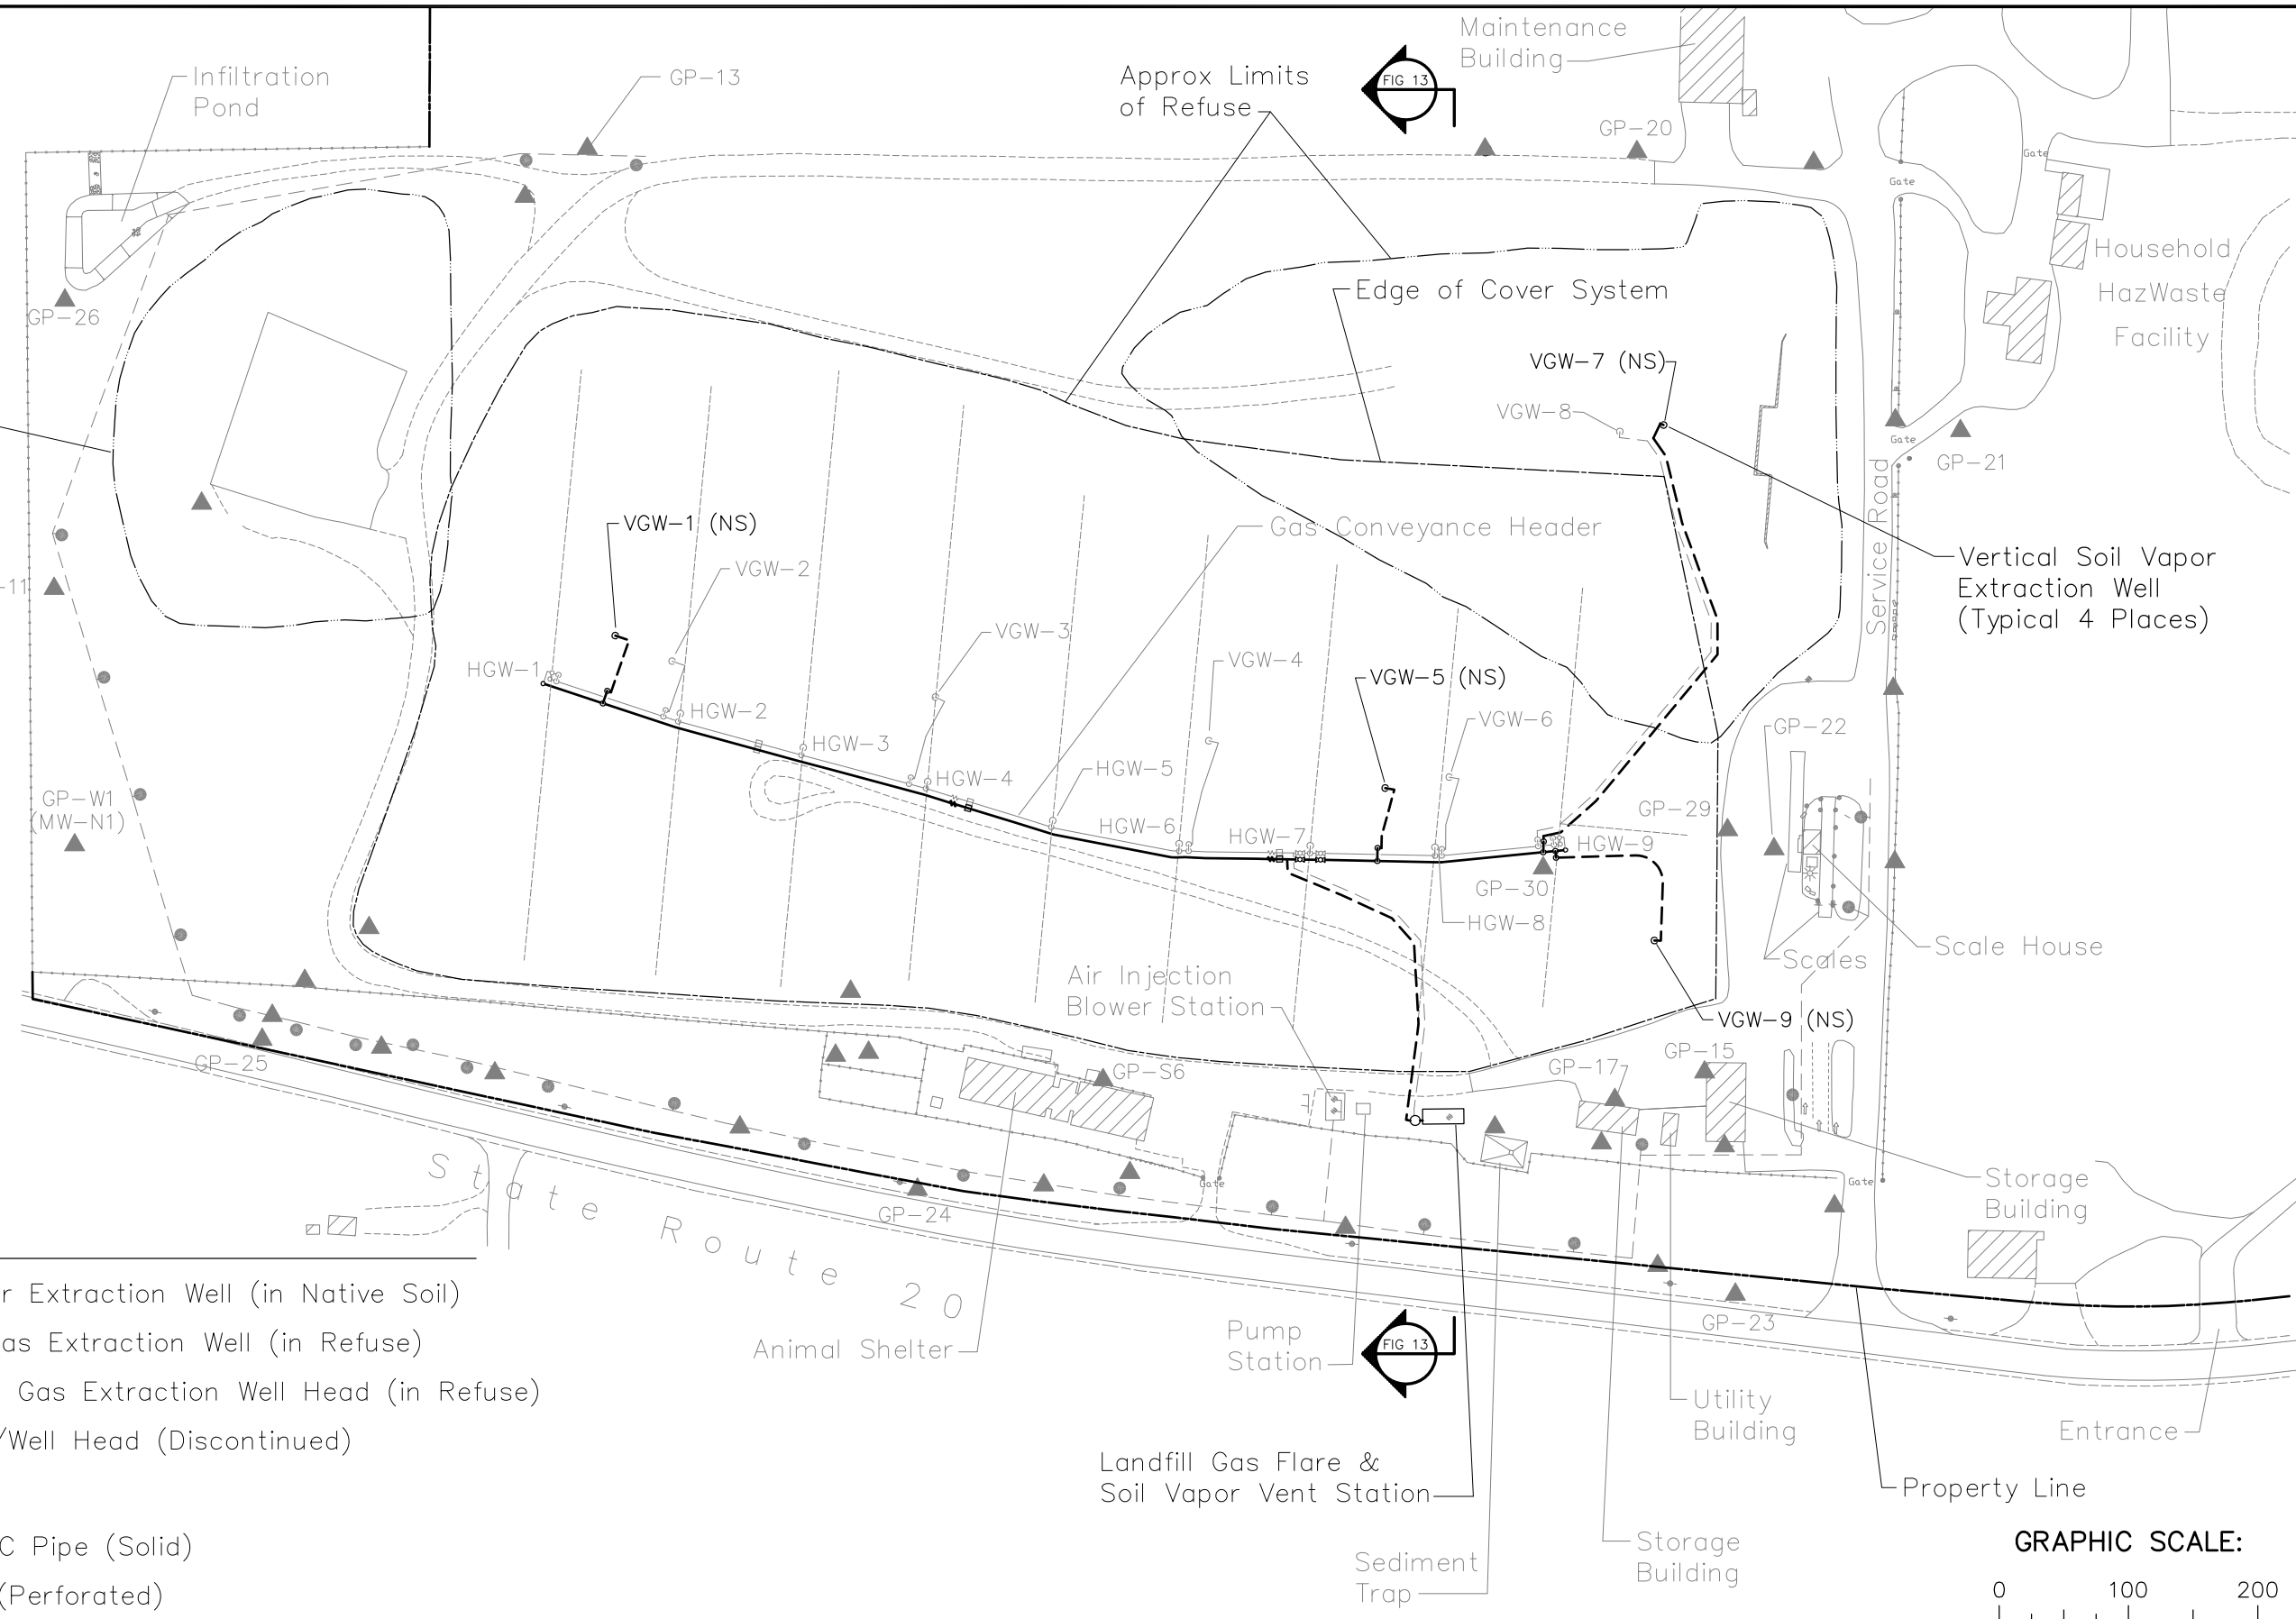 Maintenance
Building
Infiltration
Pond
GP-13
Approx Limits
of Refuse
FIG 13
GP-20
Gate
Gate
Household
HazWaste
Facility
GP-26
Edge of Cover System
VGW-7 (NS)
VGW-8
Gate
GP-21
VGW-1 (NS)
Gas Conveyance Header
VGW-2
Service Road
Vertical Soil Vapor
Extraction Well
(Typical 4 Places)
-11
VGW-3
HGW-1
VGW-4
VGW-5 (NS)
HGW-2
VGW-6
GP-22
HGW-3
HGW-4
HGW-5
GP-W1
(MW-N1)
GP-29
HGW-6
HGW-7
HGW-9
GP-30
HGW-8
Scale House
Scales
Air Injection
Blower Station
VGW-9 (NS)
GP-25
GP-S6
GP-17
GP-15
Gate
Gate
State Route 20
GP-24
Storage
Building
r Extraction Well (in Native Soil)
as Extraction Well (in Refuse)
Gas Extraction Well Head (in Refuse)
/Well Head (Discontinued)
C Pipe (Solid)
(Perforated)
Animal Shelter
Pump
Station
FIG 13
GP-23
Utility
Building
Entrance
Landfill Gas Flare &
Soil Vapor Vent Station
Property Line
Sediment
Trap
Storage
Building
GRAPHIC SCALE:
0 100 200